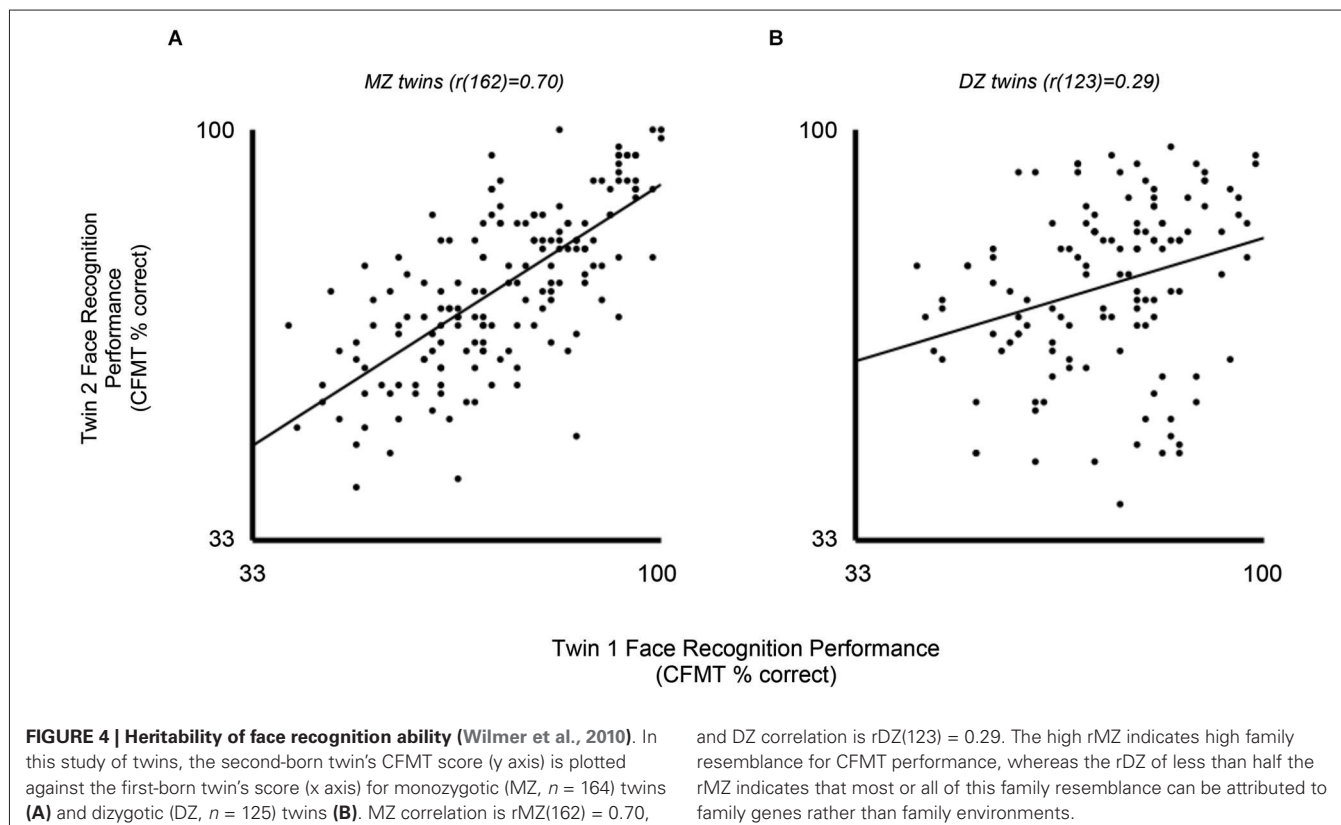 A
B
MZ twins (r(162)=0.70)
DZ twins (r(123)=0.29)
100
100
Twin 2 Face Recognition
Performance
(CFMT % correct)
33
33
33
100
33
100
Twin 1 Face Recognition Performance
(CFMT % correct)
FIGURE 4 | Heritability of face recognition ability (Wilmer et al., 2010). In
this study of twins, the second-born twin's CFMT score (y axis) is plotted
against the first-born twin's score (x axis) for monozygotic (MZ, n = 164) twins
(A) and dizygotic (DZ, n = 125) twins (B). MZ correlation is rMZ(162) = 0.70,
and DZ correlation is rDZ(123) = 0.29. The high rMZ indicates high family
resemblance for CFMT performance, whereas the rDZ of less than half the
rMZ indicates that most or all of this family resemblance can be attributed to
family genes rather than family environments.